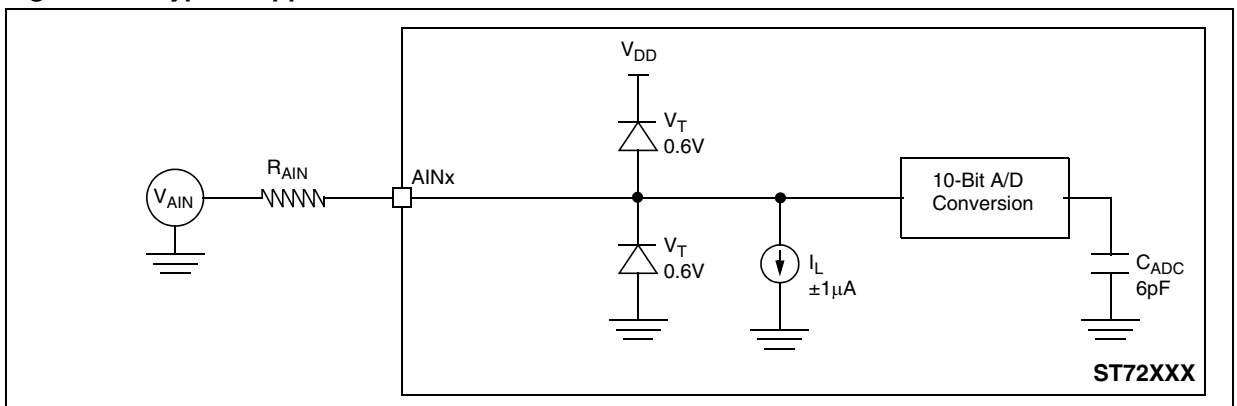 V_DD
V_T
0.6V
R_AIN
AINx
V_AIN
10-Bit A/D
Conversion
V_T
0.6V
I_L
±1μA
C_ADC
6pF
ST72XXX